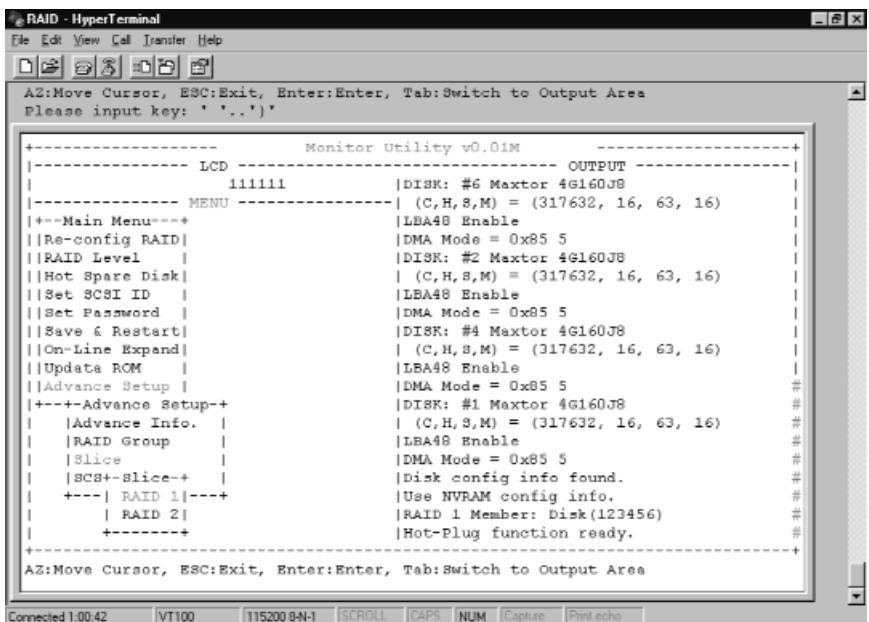 RAID - HyperTerminal
File Edit View Call Transfer Help
AZ:Move Cursor, ESC:Exit, Enter:Enter, Tab:Switch to Output Area
Please input key: ' '..')'
+------------------- Monitor Utility v0.01M -------------------+
|---------------- LCD --------------------------------- OUTPUT ----------------|
| 111111 |DISK: #6 Maxtor 4G160J8 |
|--------------- MENU ----------------| (C,H,S,M) = (317632, 16, 63, 16) |
|+--Main Menu---+ |LBA48 Enable |
||Re-config RAID| |DMA Mode = 0x85 5 |
||RAID Level | |DISK: #2 Maxtor 4G160J8 |
||Hot Spare Disk| | (C,H,S,M) = (317632, 16, 63, 16) |
||Set SCSI ID | |LBA48 Enable |
||Set Password | |DMA Mode = 0x85 5 |
||Save & Restart| |DISK: #4 Maxtor 4G160J8 |
||On-Line Expand| | (C,H,S,M) = (317632, 16, 63, 16) |
||Updata ROM | |LBA48 Enable |
||Advance Setup | |DMA Mode = 0x85 5 #
|+--+-Advance Setup-+ |DISK: #1 Maxtor 4G160J8 #
| |Advance Info. | | (C,H,S,M) = (317632, 16, 63, 16) #
| |RAID Group | |LBA48 Enable #
| |Slice |DMA Mode = 0x85 5 #
| |SCS+-Slice-+ |Disk config info found. #
| +---| RAID 1|---+ |Use NVRAM config info. #
| | RAID 2| |RAID 1 Member: Disk(123456) #
| +-------+ |Hot-Plug function ready. #
+------------------------------------------------------------------------------+
AZ:Move Cursor, ESC:Exit, Enter:Enter, Tab:Switch to Output Area
Connected 1:00:42 VT100 115200 8-N-1 SCROLL CAPS NUM Capture Print echo